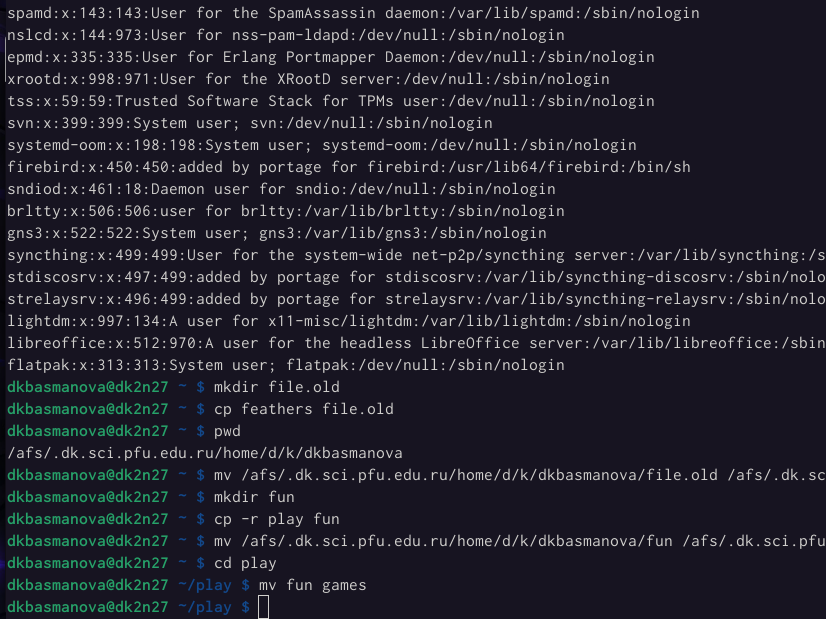 spamd:x:143:143:User for the SpamAssassin daemon:/var/lib/spamd:/sbin/nologin
nslcd:x:144:973:User for nss-pam-ldapd:/dev/null:/sbin/nologin
epmd:x:335:335:User for Erlang Portmapper Daemon:/dev/null:/sbin/nologin
xrootd:x:998:971:User for the XRootD server:/dev/null:/sbin/nologin
tss:x:59:59:Trusted Software Stack for TPMs user:/dev/null:/sbin/nologin
svn:x:399:399:System user; svn:/dev/null:/sbin/nologin
systemd-oom:x:198:198:System user; systemd-oom:/dev/null:/sbin/nologin
firebird:x:450:450:added by portage for firebird:/usr/lib64/firebird:/bin/sh
sndiod:x:461:18:Daemon user for sndio:/dev/null:/sbin/nologin
brltty:x:506:506:user for brltty:/var/lib/brltty:/sbin/nologin
gns3:x:522:522:System user; gns3:/var/lib/gns3:/sbin/nologin
syncthing:x:499:499:User for the system-wide net-p2p/syncthing server:/var/lib/syncthing:/s
stdiscosrv:x:497:499:added by portage for stdiscosrv:/var/lib/syncthing-discosrv:/sbin/nolo
strelaysrv:x:496:499:added by portage for strelaysrv:/var/lib/syncthing-relaysrv:/sbin/nolo
lightdm:x:997:134:A user for x11-misc/lightdm:/var/lib/lightdm:/sbin/nologin
libreoffice:x:512:970:A user for the headless LibreOffice server:/var/lib/libreoffice:/sbin
flatpak:x:313:313:System user; flatpak:/dev/null:/sbin/nologin
dkbasmanova@dk2n27 ~ $ mkdir file.old
dkbasmanova@dk2n27 ~ $ cp feathers file.old
dkbasmanova@dk2n27 ~ $ pwd
/afs/.dk.sci.pfu.edu.ru/home/d/k/dkbasmanova
dkbasmanova@dk2n27 ~ $ mv /afs/.dk.sci.pfu.edu.ru/home/d/k/dkbasmanova/file.old /afs/.dk.sc
dkbasmanova@dk2n27 ~ $ mkdir fun
dkbasmanova@dk2n27 ~ $ cp -r play fun
dkbasmanova@dk2n27 ~ $ mv /afs/.dk.sci.pfu.edu.ru/home/d/k/dkbasmanova/fun /afs/.dk.sci.pfu
dkbasmanova@dk2n27 ~ $ cd play
dkbasmanova@dk2n27 ~/play $ mv fun games
dkbasmanova@dk2n27 ~/play $